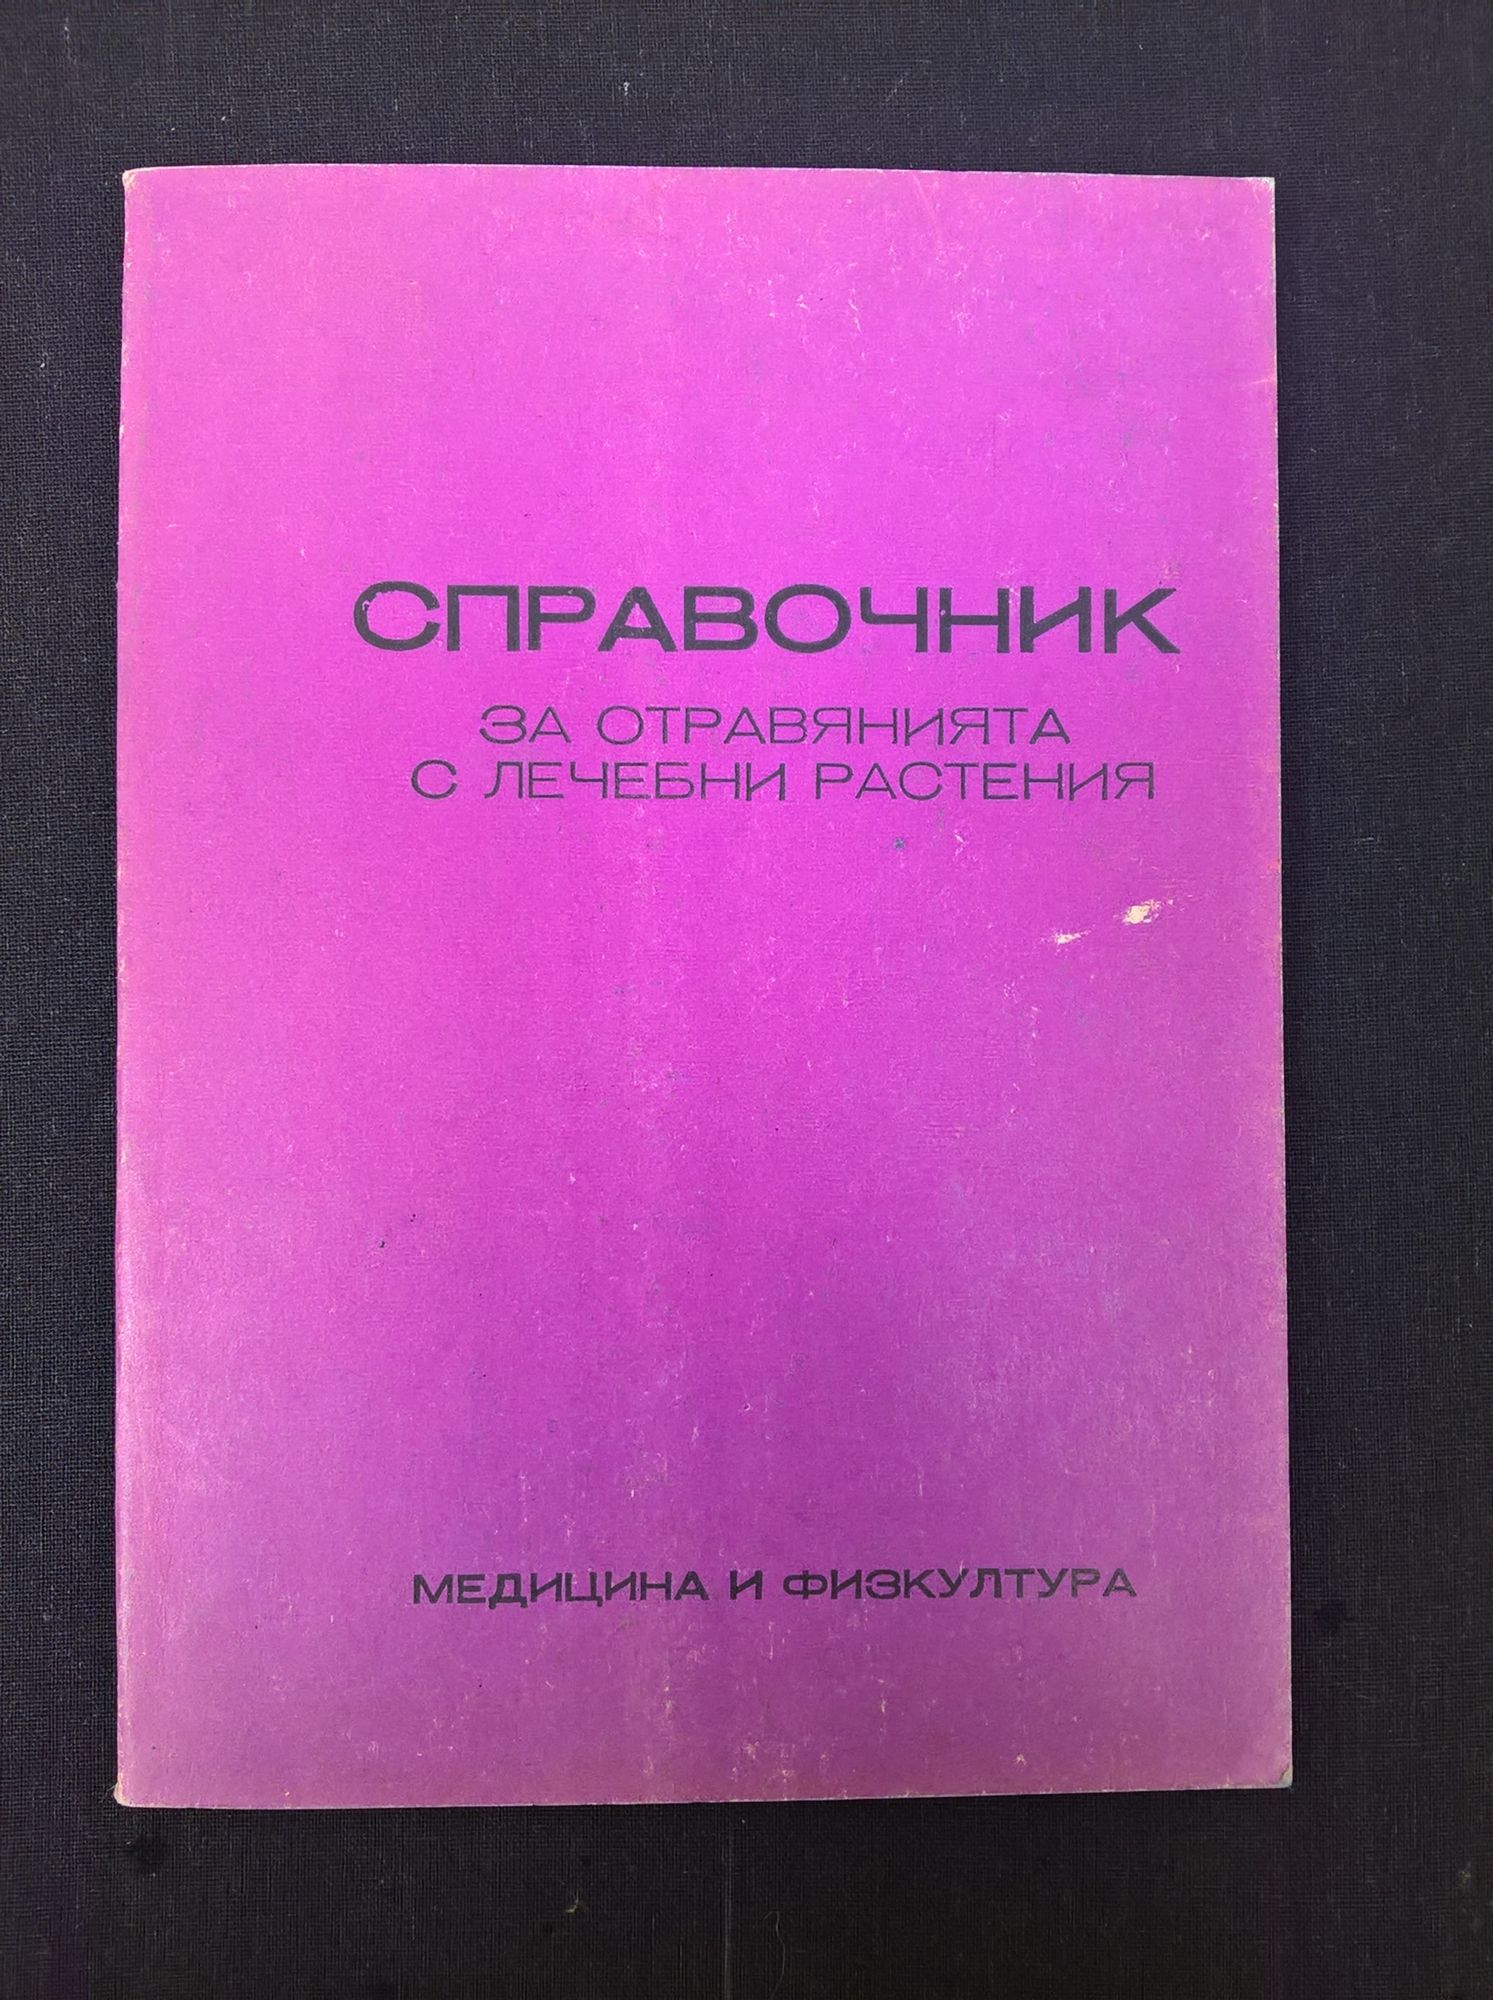 СПРАВОЧНИК
ЗА ОТРАВЯНИЯТА
С ЛЕЧЕБНИ РАСТЕНИЯ
МЕДИЦИНА И ФИЗКУЛТУРА